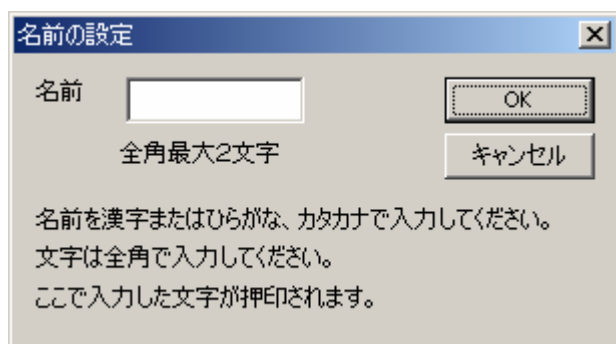 名前の設定
名前
OK
全角最大2文字
キャンセル
名前を漢字またはひらがな、カタカナで入力してください。
文字は全角で入力してください。
ここで入力した文字が押印されます。